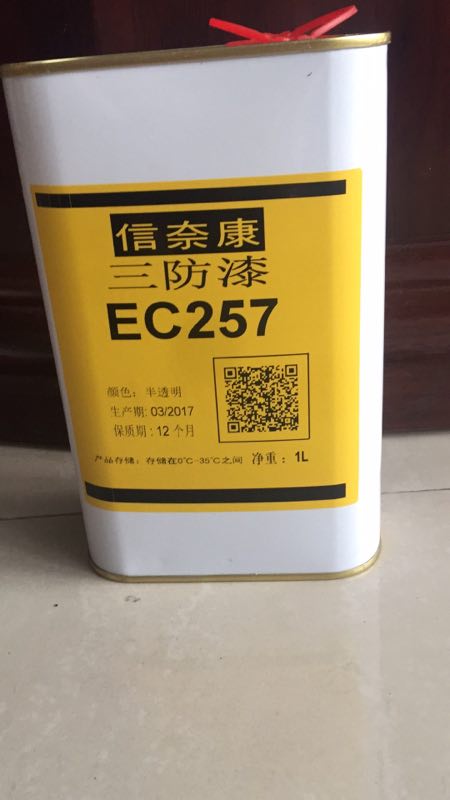 信奈康
三防漆
EC257
颜色：半透明
生产期: 03/2017
保质期: 12个月
产品存储：存储在0℃-35℃之间 净重：1L